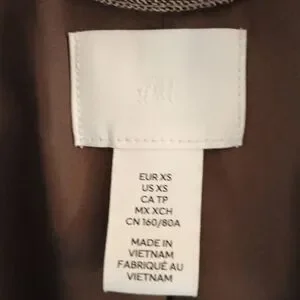 H&M
EUR XS
US XS
CA TP
MX XCH
CN 160/80A
MADE IN
VIETNAM
FABRIQUÉ AU
VIETNAM